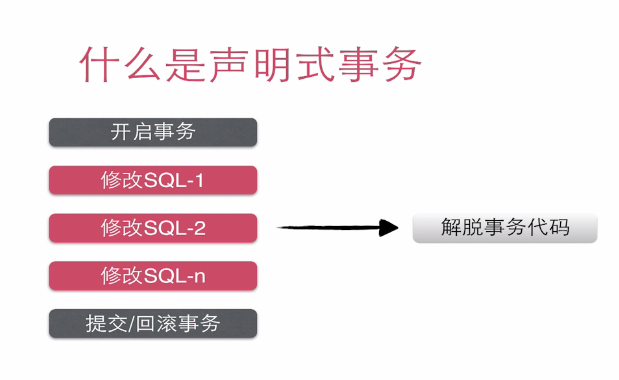 什么是声明式事务
开启事务
修改SQL-1
修改SQL-2
解脱事务代码
修改SQL-n
提交/回滚事务